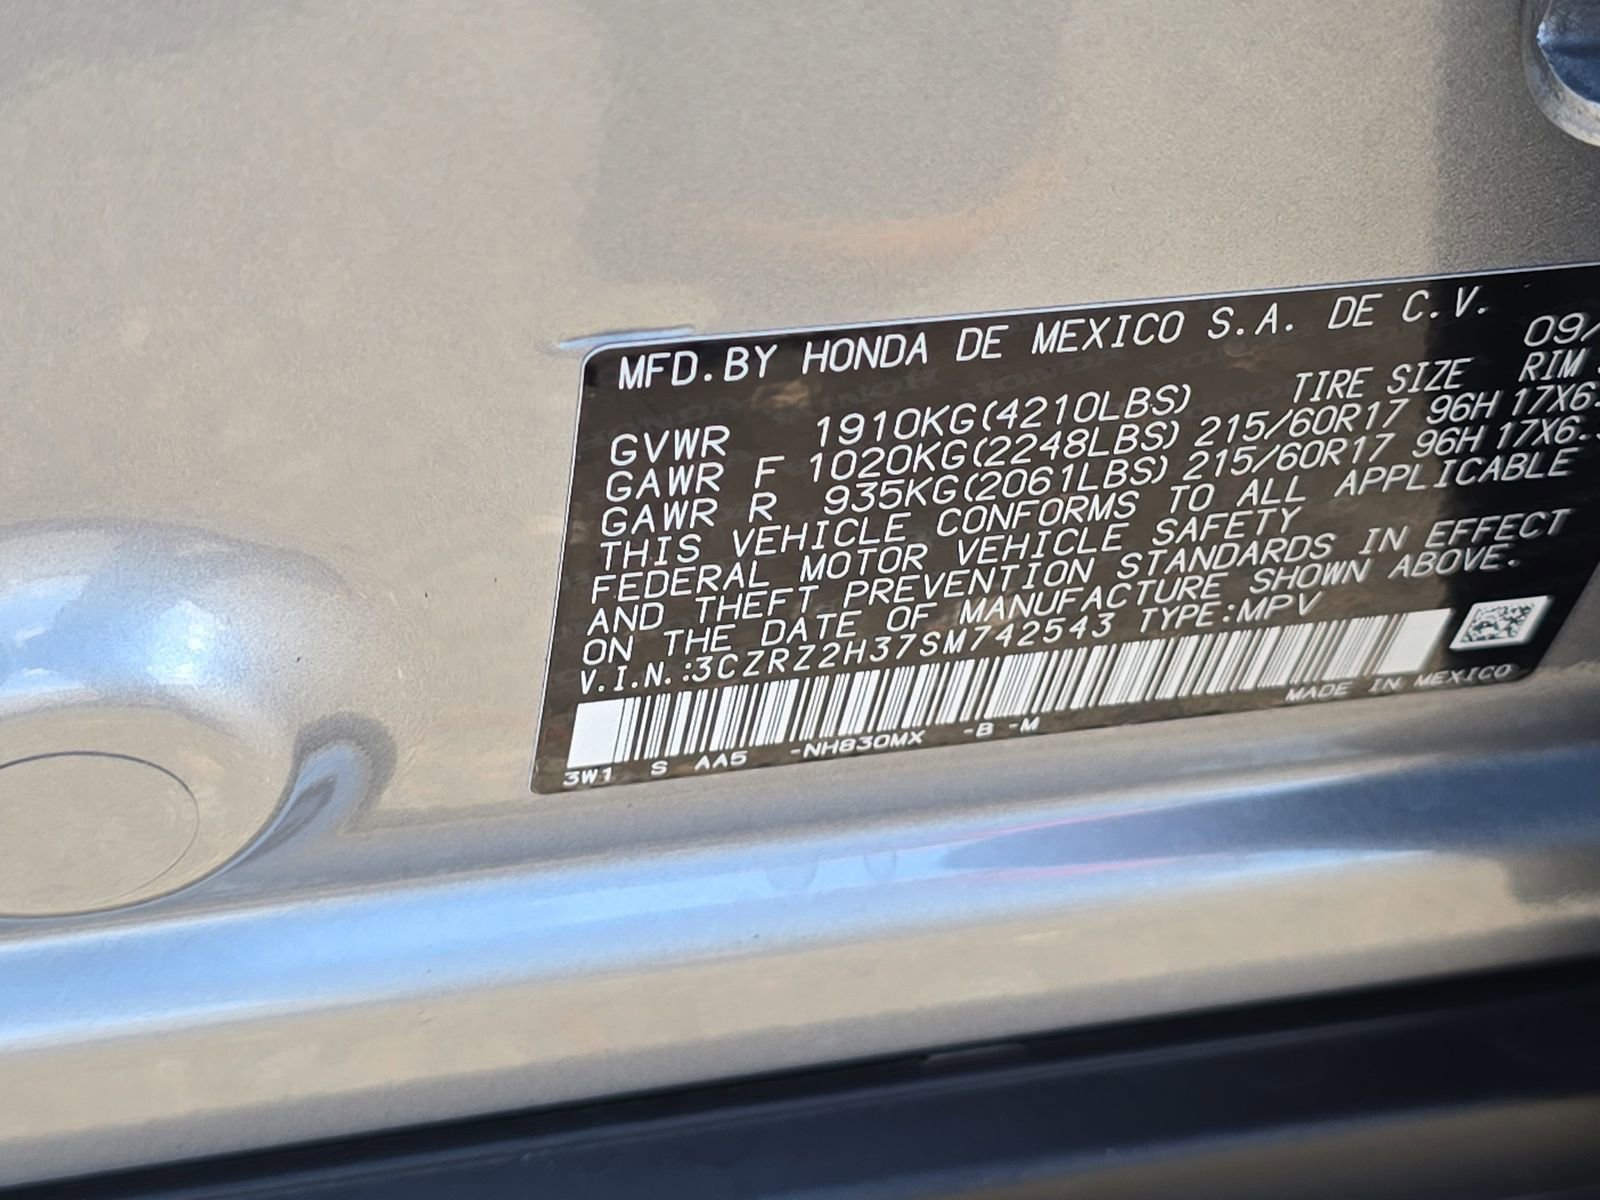 MFD.BY HONDA DE MEXICO S.A. DE C.V.
09/
TIRE SIZE RIM
GVWR 1910KG(4210LBS)
GAWR F 1020KG(2248LBS) 215/60R17 96H 17X6.
GAWR R 935KG(2061LBS) 215/60R17 96H 17X6.
THIS VEHICLE CONFORMS TO ALL APPLICABLE
FEDERAL MOTOR VEHICLE SAFETY
AND THEFT PREVENTION STANDARDS IN EFFECT
ON THE DATE OF MANUFACTURE SHOWN ABOVE.
V.I.N.:3CZRZ2H37SM742543 TYPE:MPV
3W1 S AA5 -NH830MX -B -M
MADE IN MEXICO